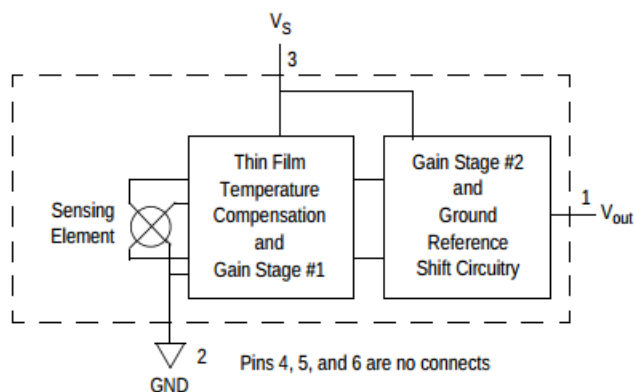 V_S
3
Thin Film
Temperature
Compensation
and
Gain Stage #1
Gain Stage #2
and
Ground
Reference
Shift Circuitry
Sensing
Element
1
V_out
2
GND
Pins 4, 5, and 6 are no connects